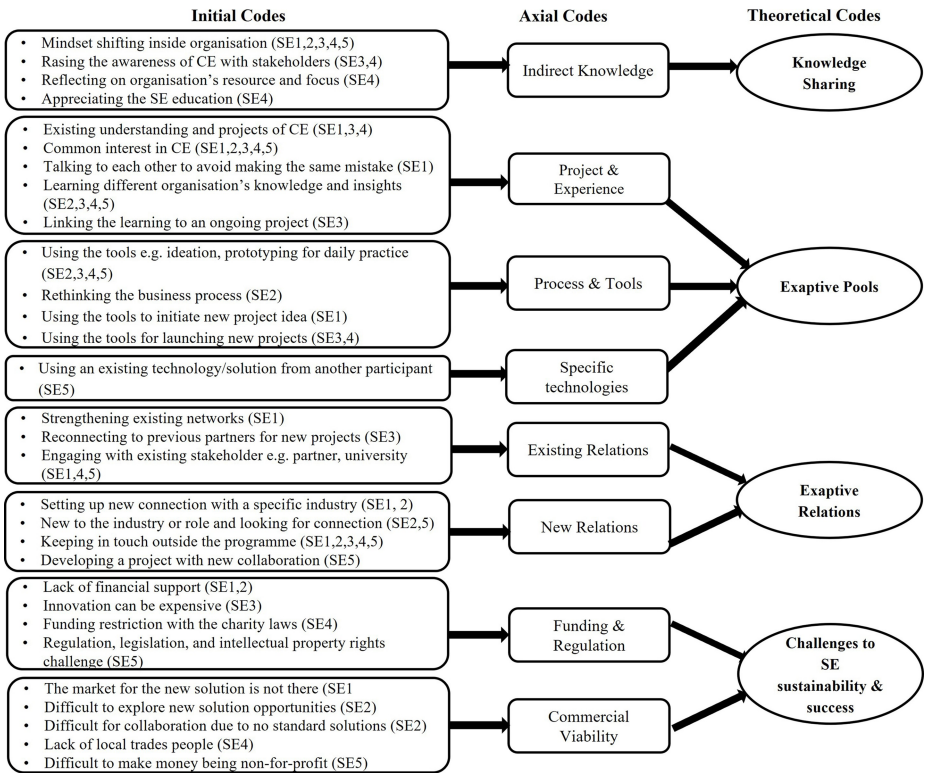 Initial Codes
Axial Codes
Theoretical Codes
• Mindset shifting inside organisation (SE1,2,3,4,5)
• Rasing the awareness of CE with stakeholders (SE3,4)
• Reflecting on organisation's resource and focus (SE4)
• Appreciating the SE education (SE4)
Indirect Knowledge
Knowledge
Sharing
• Existing understanding and projects of CE (SE1,3,4)
• Common interest in CE (SE1,2,3,4,5)
• Talking to each other to avoid making the same mistake (SE1)
• Learning different organisation's knowledge and insights
(SE2,3,4,5)
• Linking the learning to an ongoing project (SE3)
Project &
Experience
• Using the tools e.g. ideation, prototyping for daily practice
(SE2,3,4,5)
• Rethinking the business process (SE2)
• Using the tools to initiate new project idea (SE1)
• Using the tools for launching new projects (SE3,4)
Process & Tools
Exaptive Pools
• Using an existing technology/solution from another participant
(SE5)
Specific
technologies
• Strengthening existing networks (SE1)
• Reconnecting to previous partners for new projects (SE3)
• Engaging with existing stakeholder e.g. partner, university
(SE1,4,5)
Existing Relations
• Setting up new connection with a specific industry (SE1, 2)
• New to the industry or role and looking for connection (SE2,5)
• Keeping in touch outside the programme (SE1,2,3,4,5)
• Developing a project with new collaboration (SE5)
New Relations
Exaptive
Relations
• Lack of financial support (SE1,2)
• Innovation can be expensive (SE3)
• Funding restriction with the charity laws (SE4)
• Regulation, legislation, and intellectual property rights
challenge (SE5)
Funding &
Regulation
• The market for the new solution is not there (SE1
• Difficult to explore new solution opportunities (SE2)
• Difficult for collaboration due to no standard solutions (SE2)
• Lack of local trades people (SE4)
• Difficult to make money being non-for-profit (SE5)
Commercial
Viability
Challenges to
SE
sustainability &
success